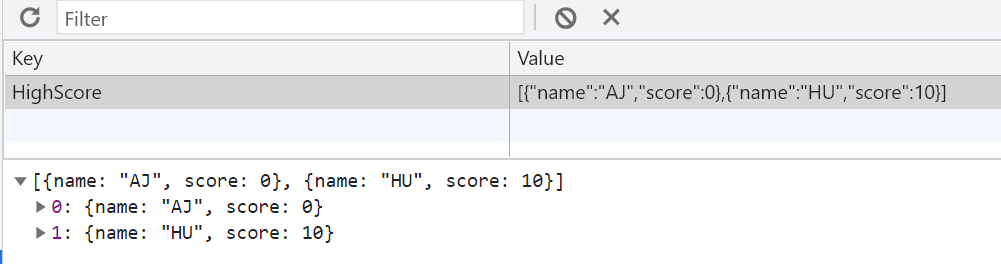 Filter
Key Value
HighScore [{"name":"AJ","score":0},{"name":"HU","score":10}]
[{name: "AJ", score: 0}, {name: "HU", score: 10}]
0: {name: "AJ", score: 0}
1: {name: "HU", score: 10}